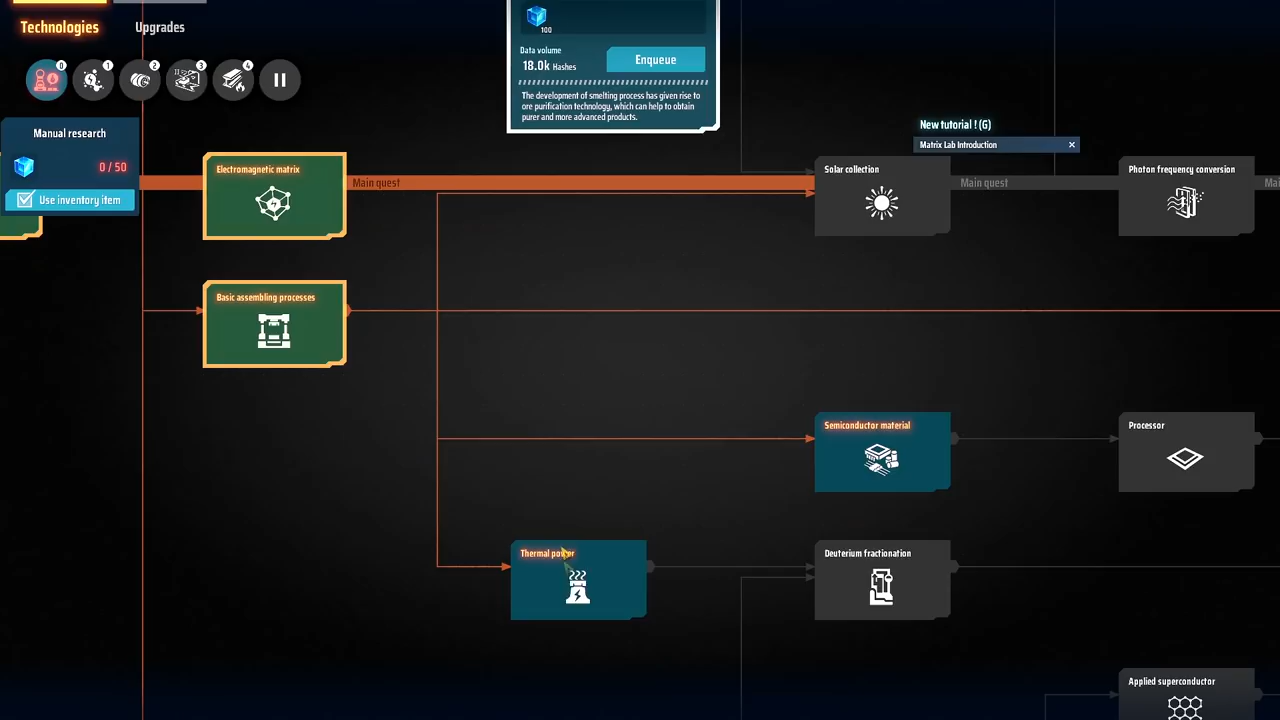 Technologies
Upgrades
0
1
2
3
4
Manual research
0 / 50
Use inventory item
100
Data volume
18.0k Hashes
Enqueue
The development of smelting process has given rise to
ore purification technology, which can help to obtain
purer and more advanced products.
New tutorial ! (G)
Matrix Lab Introduction
Electromagnetic matrix
Main quest
Solar collection
Main quest
Photon frequency conversion
Mai
Basic assembling processes
Semiconductor material
Processor
Thermal power
Deuterium fractionation
Applied superconductor